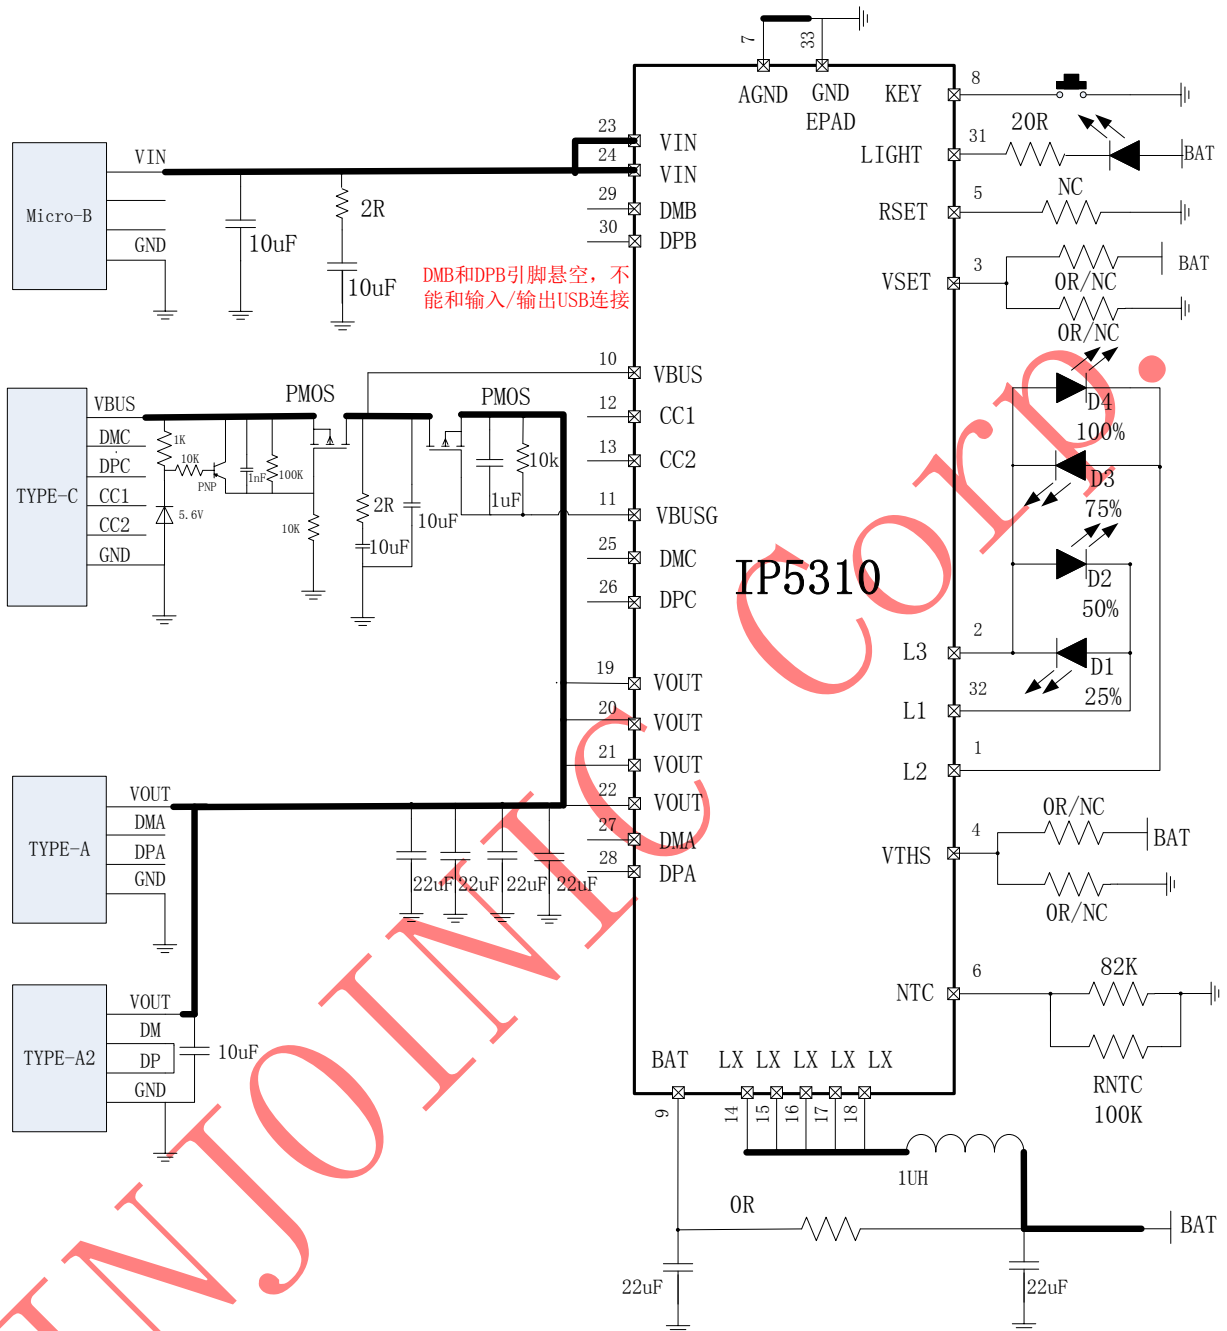 7
33
AGND
GND
EPAD
KEY
8
20R
31
LIGHT
BAT
NC
5
RSET
3
VSET
0R/NC
BAT
0R/NC
Micro-B
VIN
GND
10uF
2R
10uF
23
VIN
24
VIN
29
DMB
30
DPB
DMB和DPB引脚悬空，不
能和输入/输出USB连接
10
VBUS
12
CC1
13
CC2
11
VBUSG
25
DMC
26
DPC
TYPE-C
VBUS
DMC
DPC
CC1
CC2
GND
1K
10K
PNP
5.6V
1nF
100K
10K
PMOS
PMOS
2R
10uF
10uF
1uF
10k
IP5310
D4
100%
D3
75%
D2
50%
D1
25%
2
L3
32
L1
1
L2
19
VOUT
20
VOUT
21
VOUT
22
VOUT
27
DMA
28
DPA
TYPE-A
VOUT
DMA
DPA
GND
22uF
22uF
22uF
22uF
4
VTHS
0R/NC
BAT
0R/NC
6
NTC
82K
RNTC
100K
TYPE-A2
VOUT
DM
DP
GND
10uF
BAT
LX
LX
LX
LX
LX
9
14
15
16
17
18
1UH
0R
BAT
22uF
22uF
INJOINIC Corp.